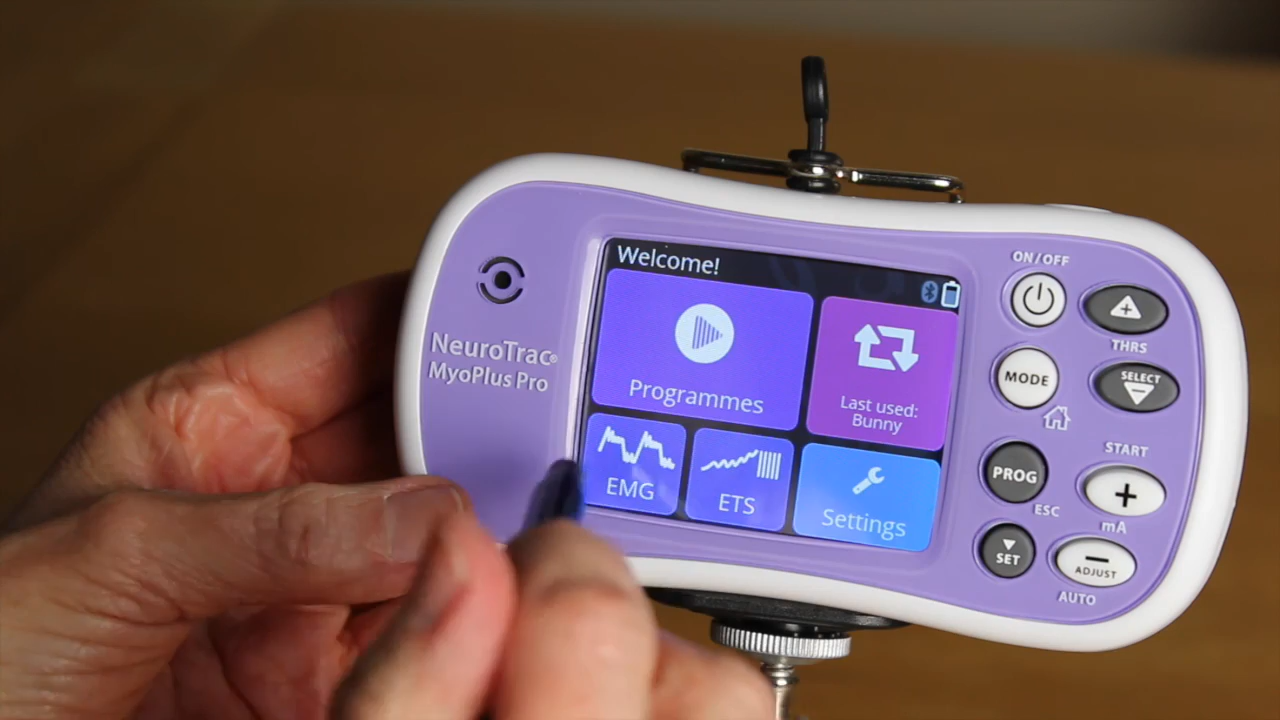 Welcome!
Programmes
Last used:
Bunny
EMG
ETS
Settings
NeuroTrac®
MyoPlus Pro
ON/OFF
THRS
MODE
SELECT
START
PROG
ESC
mA
SET
ADJUST
AUTO